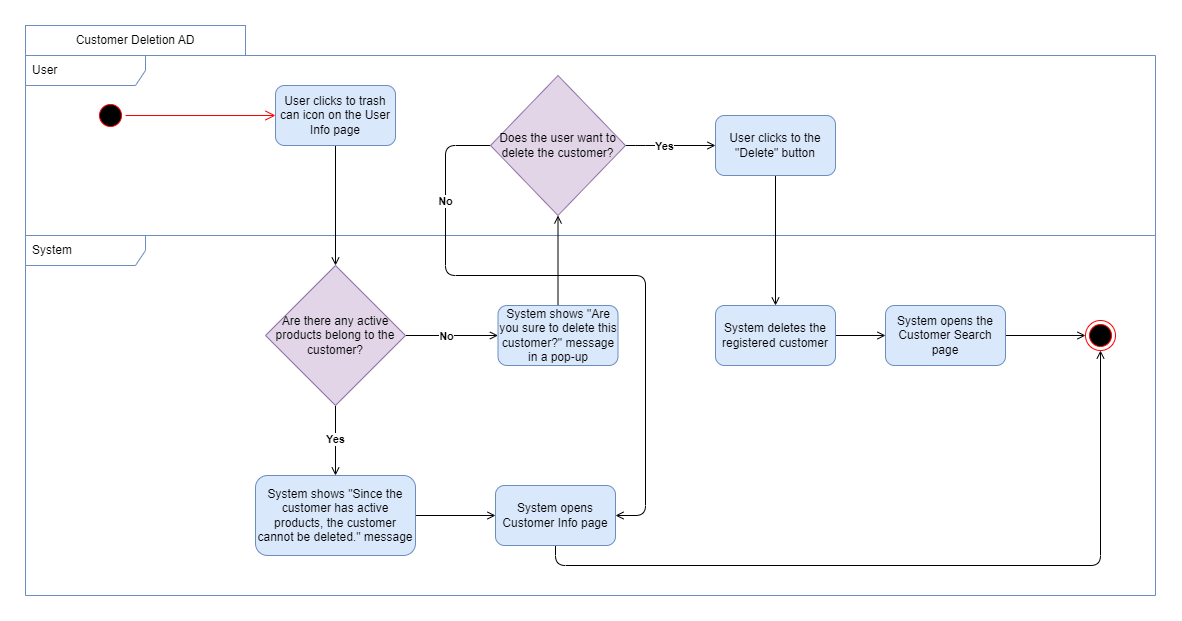 Customer Deletion AD
User
User clicks to trash
can icon on the User
Info page
Does the user want to
delete the customer?
Yes
User clicks to the
"Delete" button
No
System
Are there any active
products belong to the
customer?
No
System shows "Are
you sure to delete this
customer?" message
in a pop-up
System deletes the
registered customer
System opens the
Customer Search
page
Yes
System shows "Since the
customer has active
products, the customer
cannot be deleted." message
System opens
Customer Info page